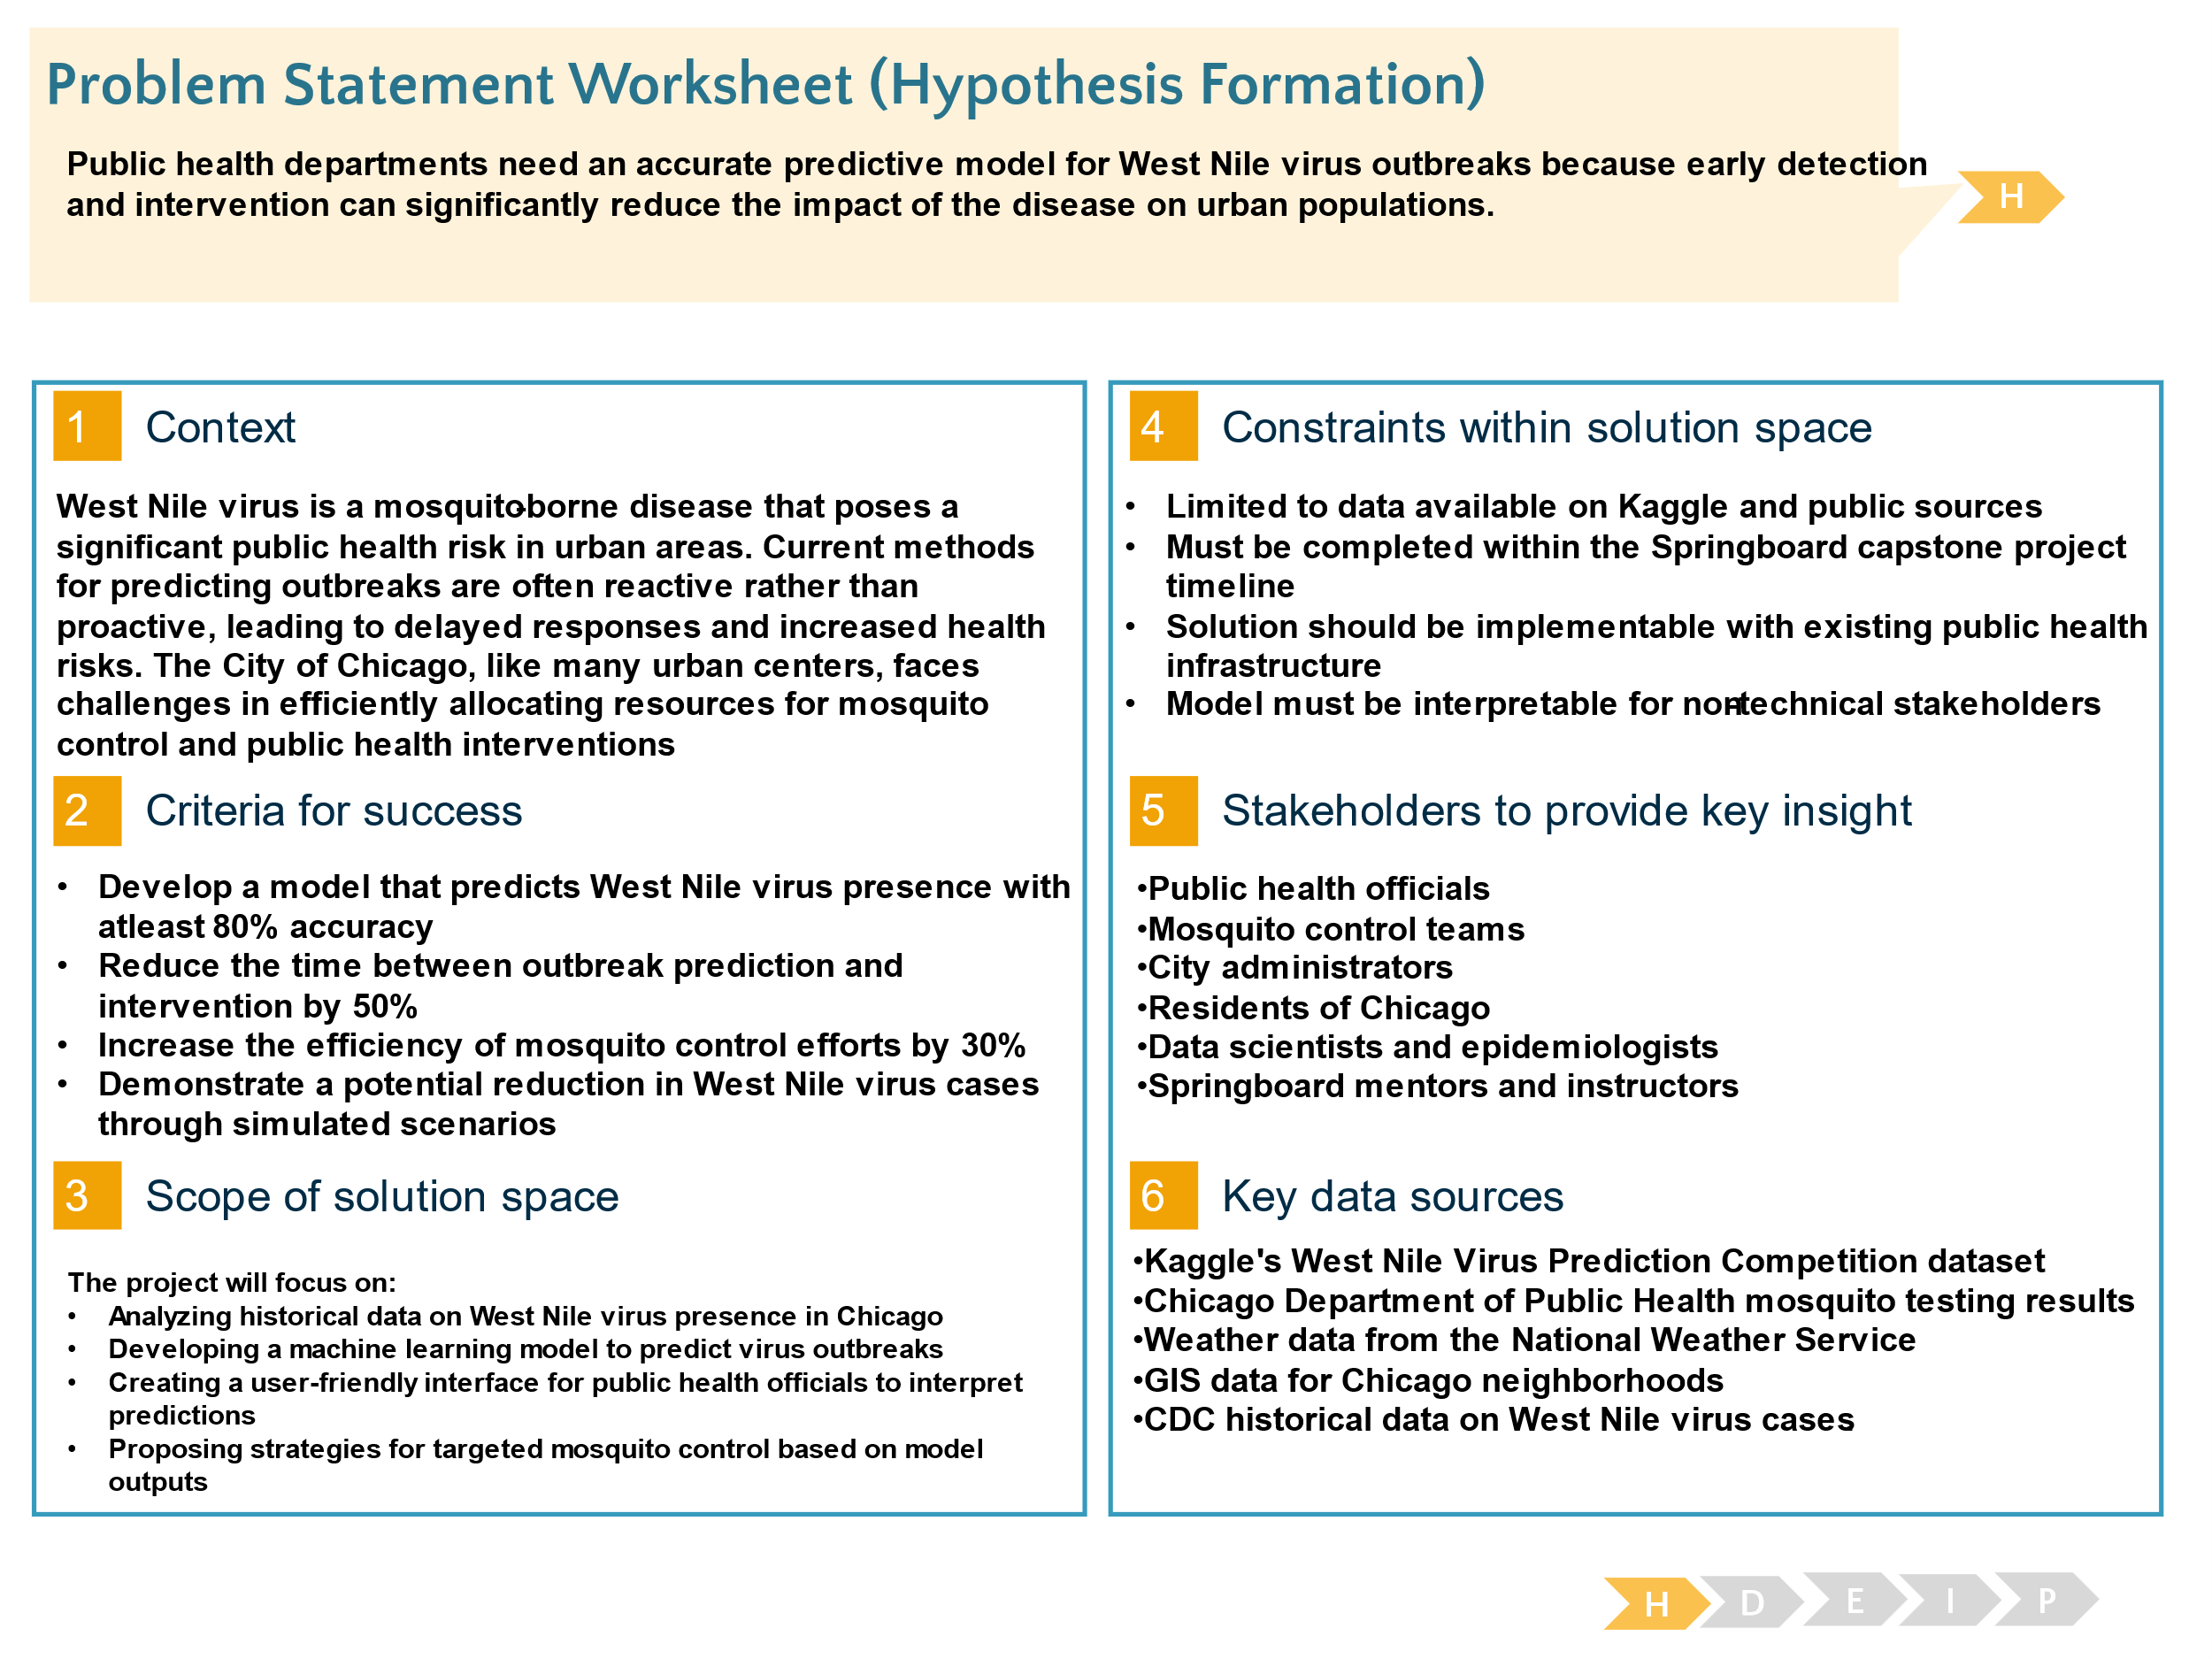 Problem Statement Worksheet (Hypothesis Formation)
Public health departments need an accurate predictive model for West Nile virus outbreaks because early detection
and intervention can significantly reduce the impact of the disease on urban populations.
H
1 Context
West Nile virus is a mosquito-borne disease that poses a
significant public health risk in urban areas. Current methods
for predicting outbreaks are often reactive rather than
proactive, leading to delayed responses and increased health
risks. The City of Chicago, like many urban centers, faces
challenges in efficiently allocating resources for mosquito
control and public health interventions
2 Criteria for success
• Develop a model that predicts West Nile virus presence with
atleast 80% accuracy
• Reduce the time between outbreak prediction and
intervention by 50%
• Increase the efficiency of mosquito control efforts by 30%
• Demonstrate a potential reduction in West Nile virus cases
through simulated scenarios
3 Scope of solution space
The project will focus on:
• Analyzing historical data on West Nile virus presence in Chicago
• Developing a machine learning model to predict virus outbreaks
• Creating a user-friendly interface for public health officials to interpret
predictions
• Proposing strategies for targeted mosquito control based on model
outputs
4 Constraints within solution space
• Limited to data available on Kaggle and public sources
• Must be completed within the Springboard capstone project
timeline
• Solution should be implementable with existing public health
infrastructure
• Model must be interpretable for non-technical stakeholders
5 Stakeholders to provide key insight
•Public health officials
•Mosquito control teams
•City administrators
•Residents of Chicago
•Data scientists and epidemiologists
•Springboard mentors and instructors
6 Key data sources
•Kaggle's West Nile Virus Prediction Competition dataset
•Chicago Department of Public Health mosquito testing results
•Weather data from the National Weather Service
•GIS data for Chicago neighborhoods
•CDC historical data on West Nile virus cases.
H D E I P